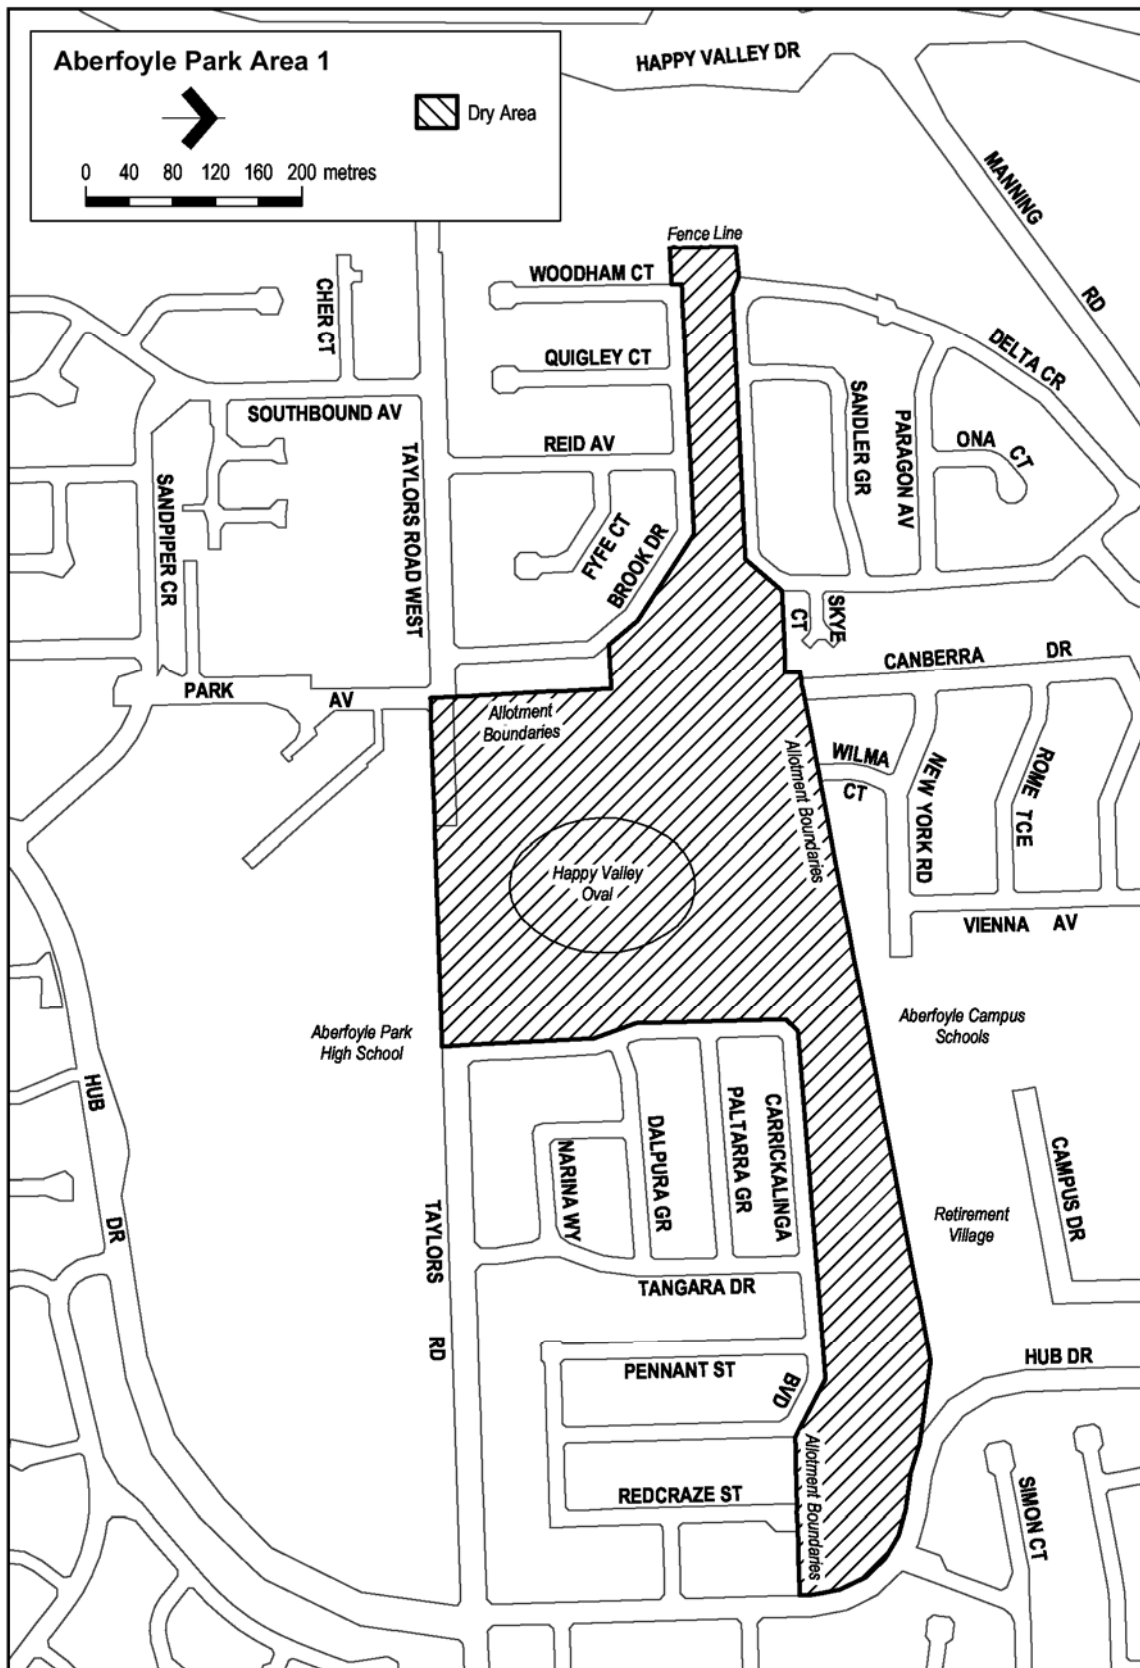 Aberfoyle Park Area 1
Dry Area
0 40 80 120 160 200 metres
HAPPY VALLEY DR
MANNING
RD
Fence Line
WOODHAM CT
CHER CT
QUIGLEY CT
DELTA CR
SOUTHBOUND AV
REID AV
SANDLER GR
PARAGON AV
ONA CT
TAYLORS ROAD WEST
SANDPIPER CR
FYFE CT
BROOK DR
SKYE
CT
CANBERRA DR
PARK AV
Allotment
Boundaries
Allotment Boundaries
WILMA
CT
NEW YORK RD
ROME TCE
Happy Valley
Oval
VIENNA AV
Aberfoyle Park
High School
Aberfoyle Campus
Schools
HUB
DR
NARINA WY
DALPURA GR
PALTARRA GR
CARRICKALINGA
BVD
CAMPUS DR
TAYLORS RD
Retirement
Village
TANGARA DR
PENNANT ST
HUB DR
REDCRAZE ST
Allotment Boundaries
SIMON CT